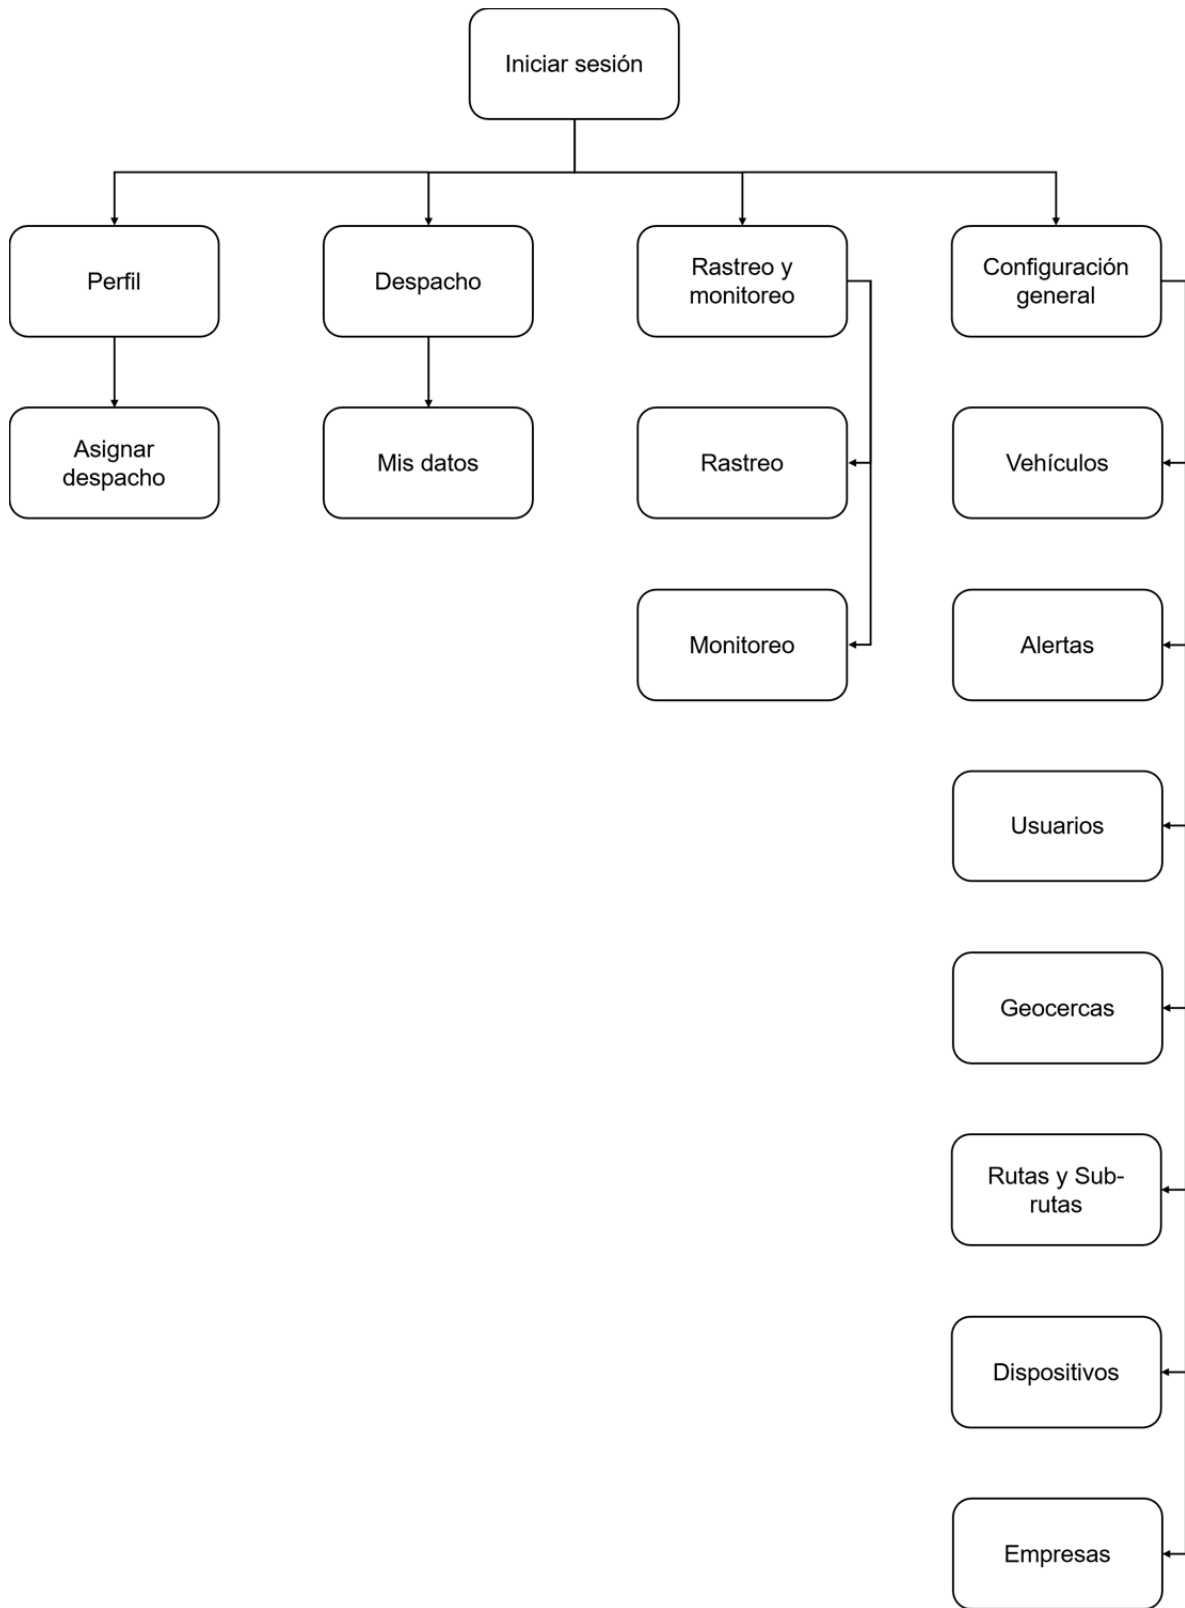 Iniciar sesión
Perfil
Despacho
Rastreo y
monitoreo
Configuración
general
Asignar
despacho
Mis datos
Rastreo
Vehículos
Monitoreo
Alertas
Usuarios
Geocercas
Rutas y Sub-
rutas
Dispositivos
Empresas